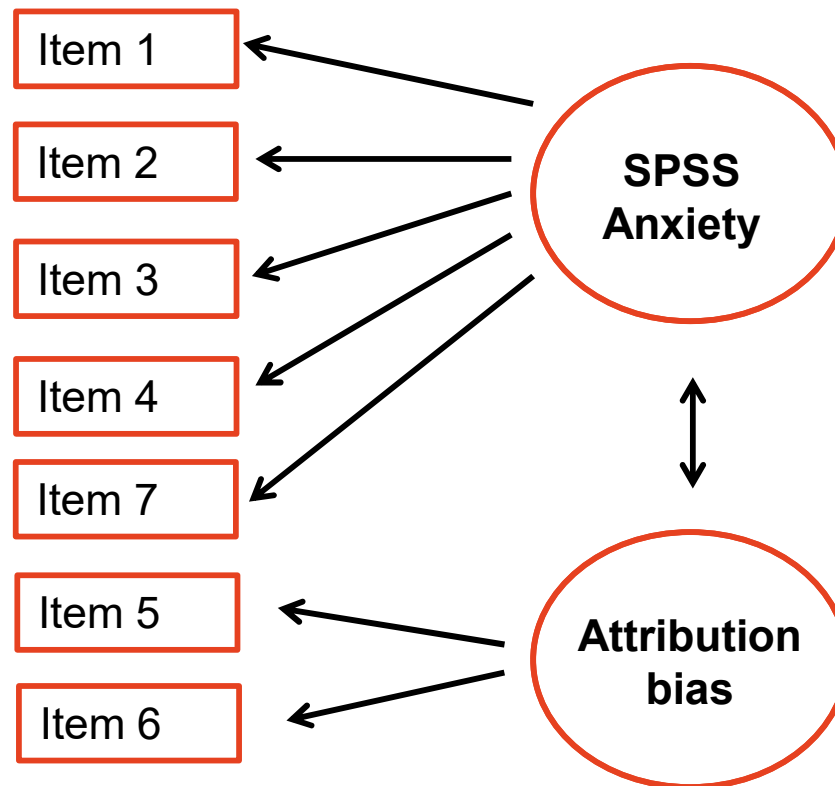 Item 1
Item 2
Item 3
Item 4
Item 7
Item 5
Item 6
SPSS
Anxiety
Attribution
bias